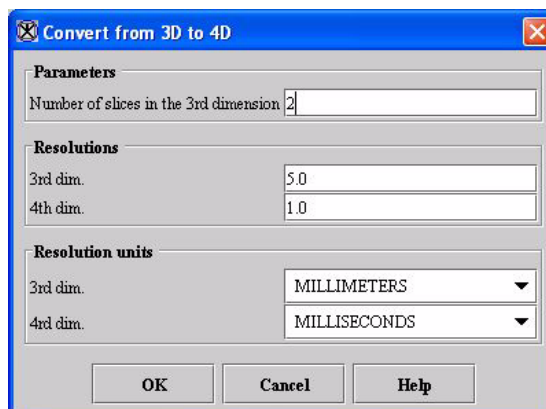 Convert from 3D to 4D
Parameters
Number of slices in the 3rd dimension 2
Resolutions
3rd dim. 5.0
4th dim. 1.0
Resolution units
3rd dim. MILLIMETERS
4rd dim. MILLISECONDS
OK Cancel Help